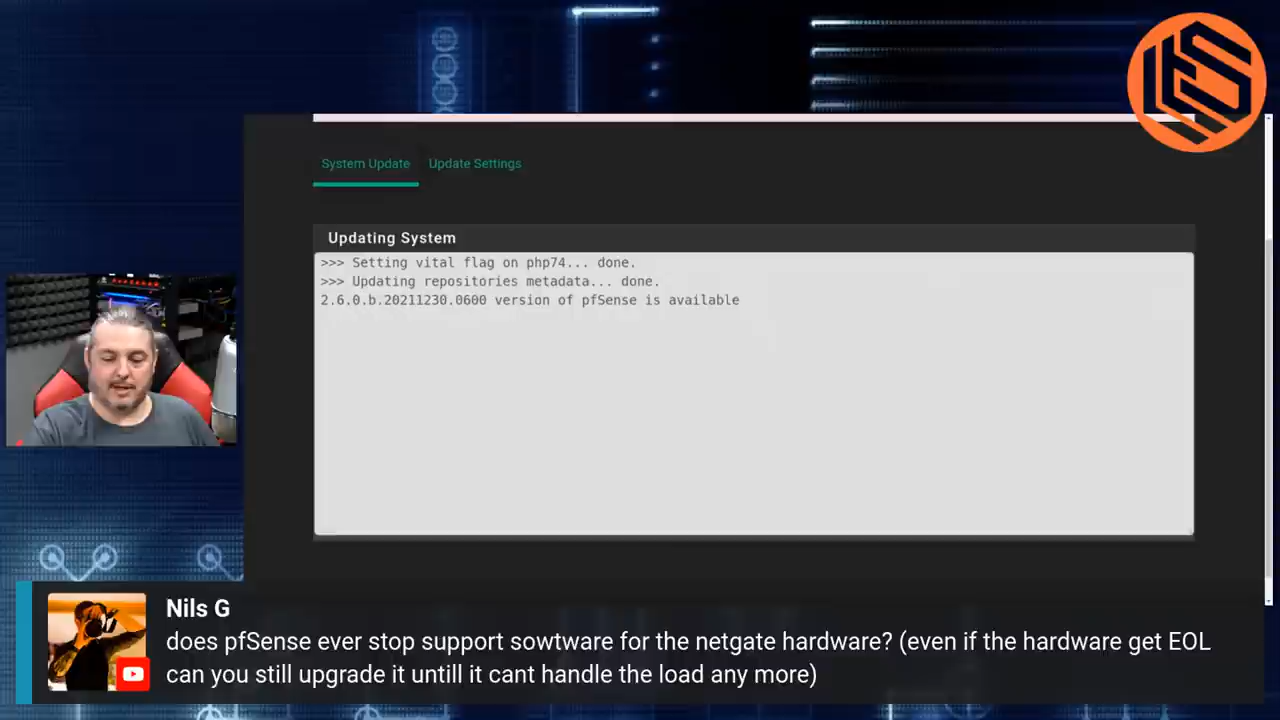 System Update Update Settings
Updating System
>>> Setting vital flag on php74... done.
>>> Updating repositories metadata... done.
2.6.0.b.20211230.0600 version of pfSense is available
Nils G
does pfSense ever stop support sowtware for the netgate hardware? (even if the hardware get EOL
can you still upgrade it untill it cant handle the load any more)